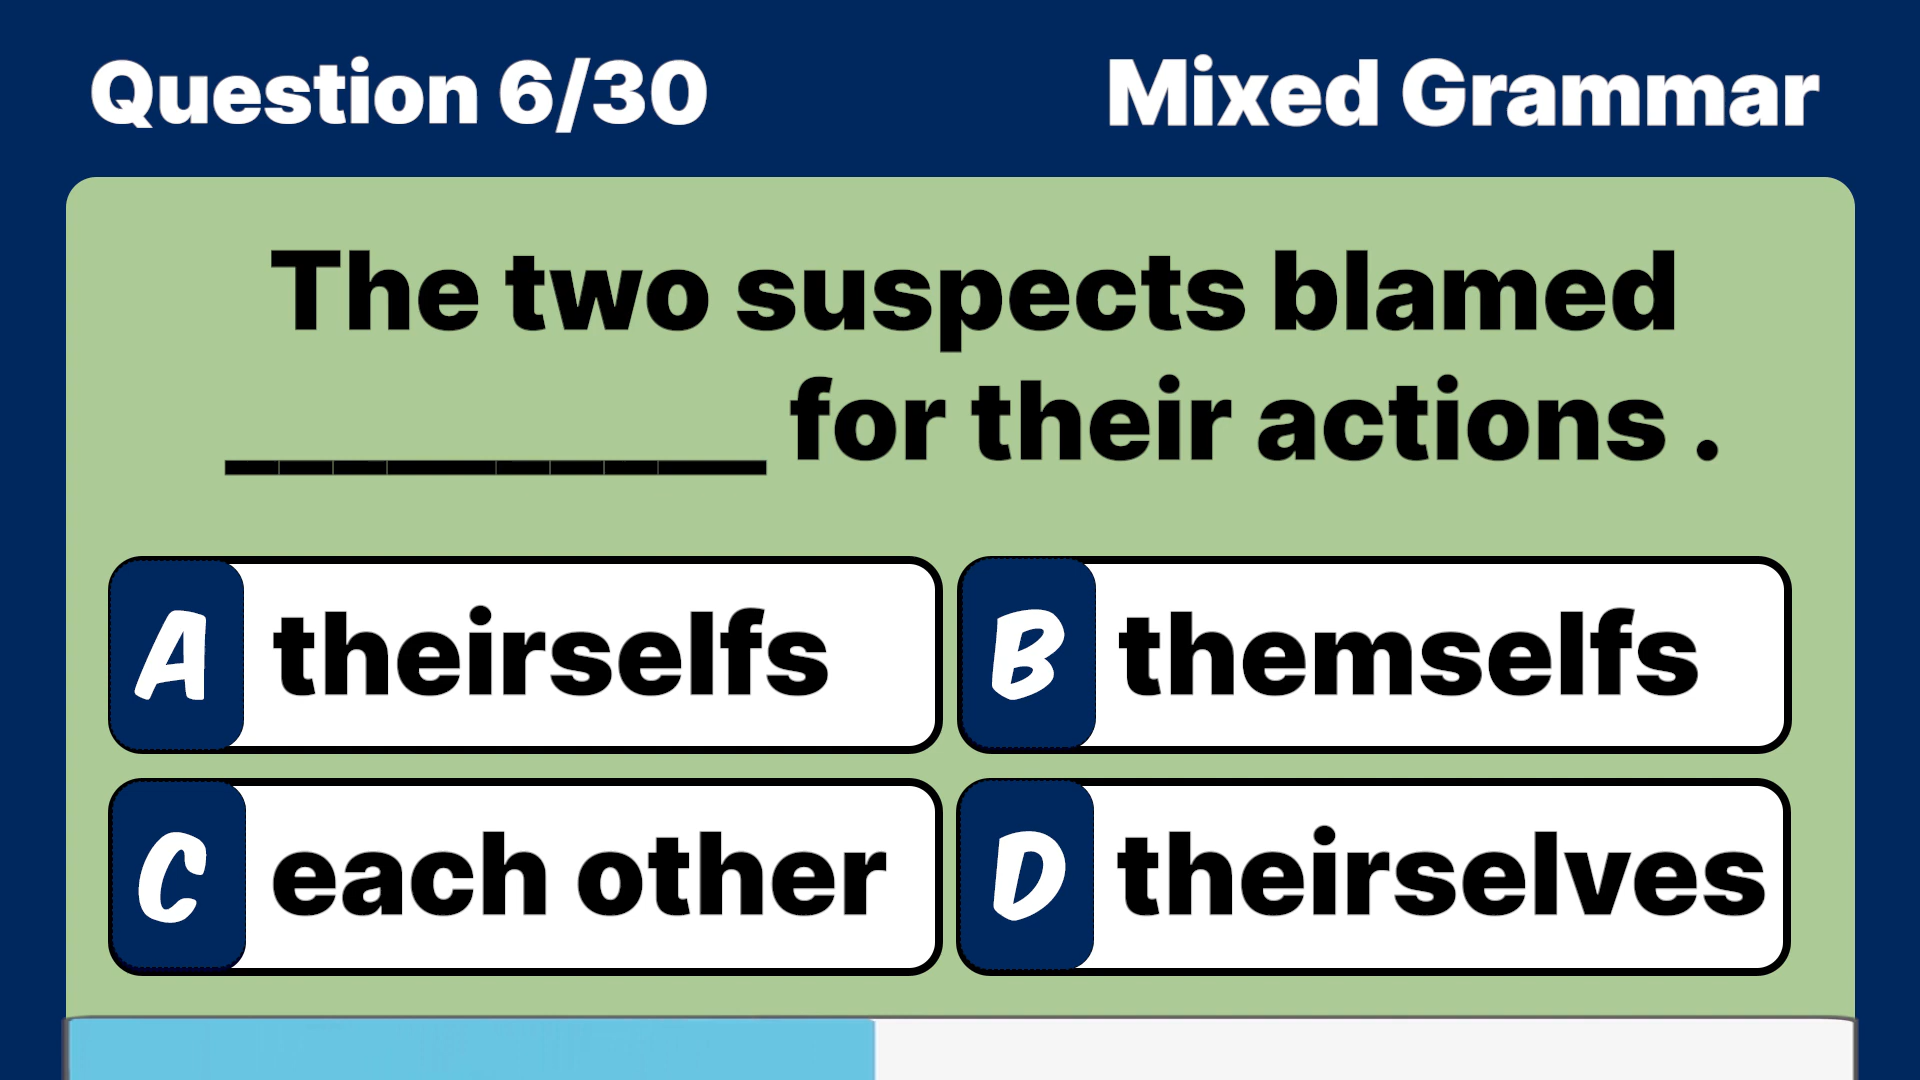 Question 6/30
Mixed Grammar
The two suspects blamed
__________ for their actions .
A theirselfs
B themselfs
C each other
D theirselves